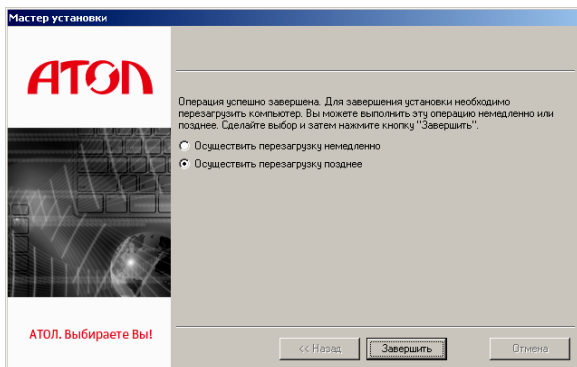 Мастер установки
АТОЛ
Операция успешно завершена. Для завершения установки необходимо
перезагрузить компьютер. Вы можете выполнить эту операцию немедленно или
позднее. Сделайте выбор и затем нажмите кнопку "Завершить".
Осуществить перезагрузку немедленно
Осуществить перезагрузку позднее
АТОЛ. Выбираете Вы!
<< Назад
Завершить
Отмена